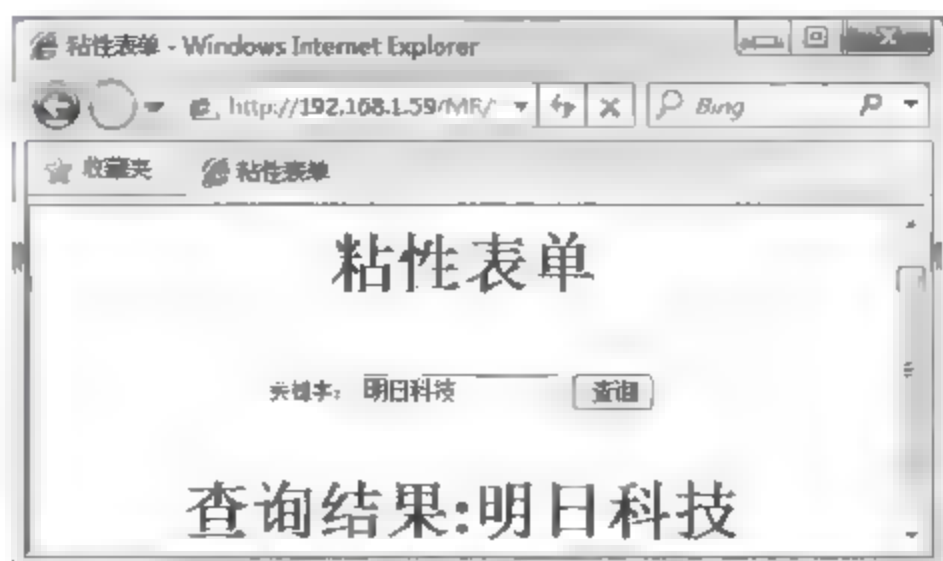 粘性表单 - Windows Internet Explorer
http://192.168.1.59/MR/ Bing
收藏夹 粘性表单
粘性表单
关键字： 明日科技 查询
查询结果:明日科技